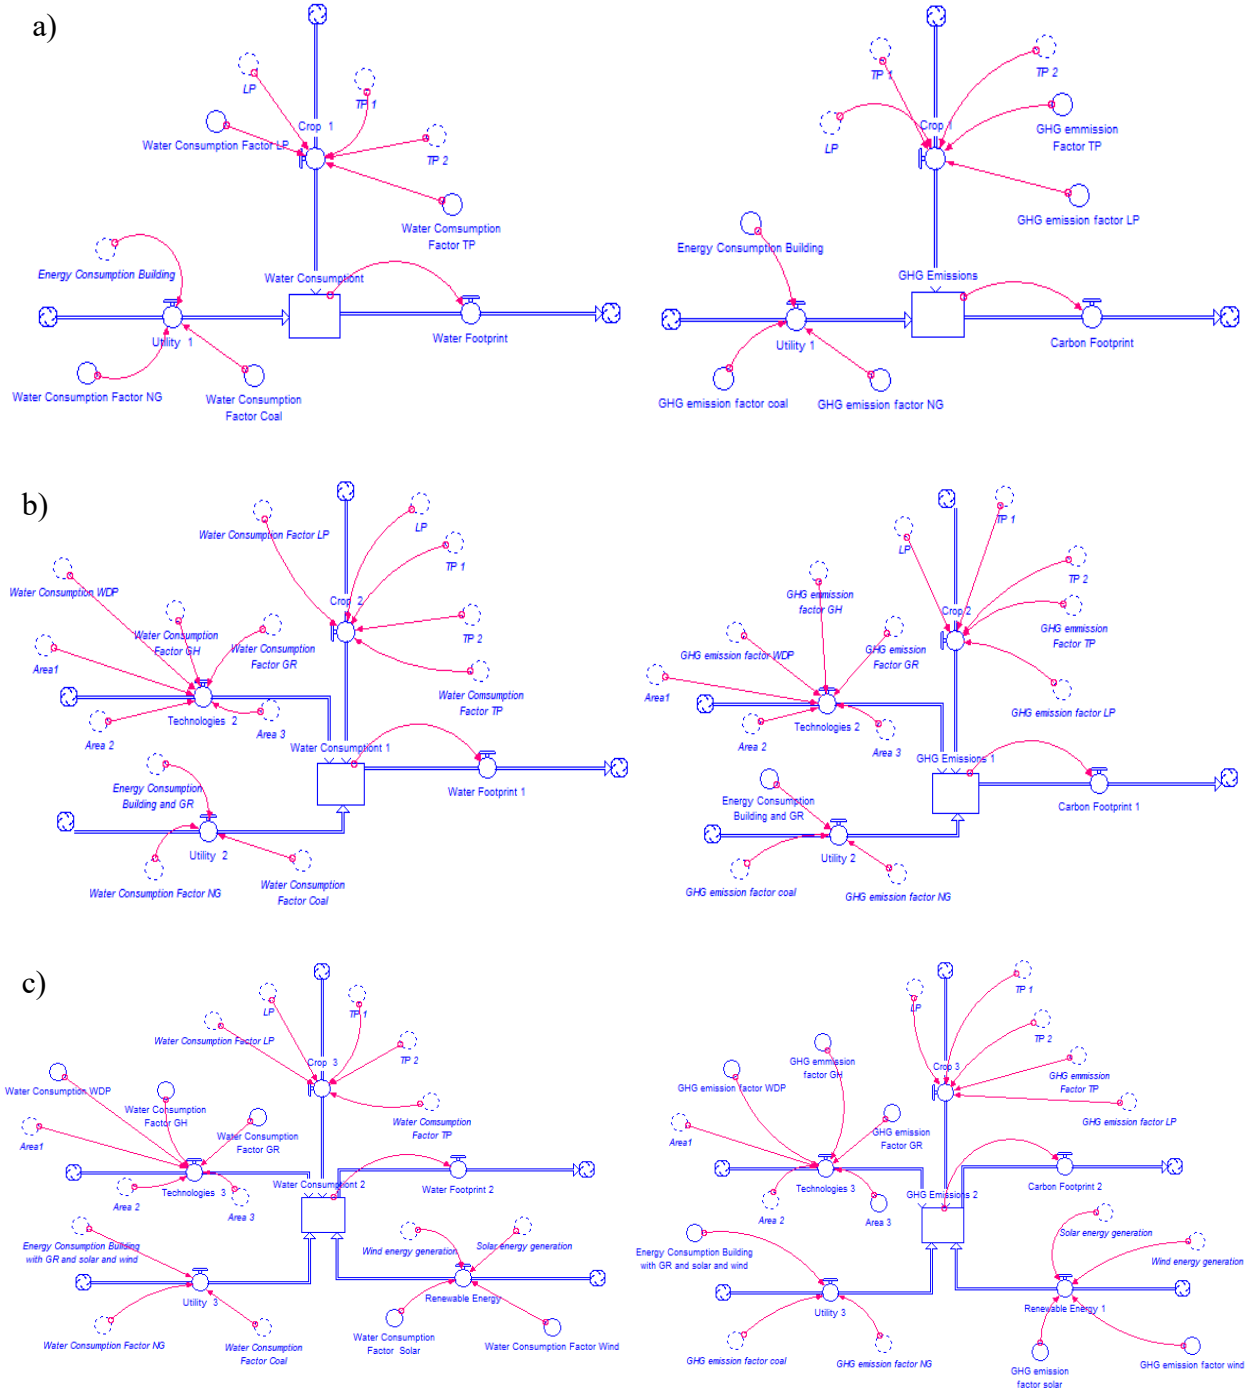 a)
LP
TP 1
Crop 1
Water Consumption Factor LP
TP 2
Water Comsumption
Factor TP
Energy Consumption Building
Water Consumptiont
Utility 1
Water Footprint
Water Consumption Factor NG
Water Consumption
Factor Coal
TP 1
TP 2
Crop 1
LP
GHG emmission
Factor TP
GHG emission factor LP
Energy Consumption Building
GHG Emissions
Utility 1
Carbon Footprint
GHG emission factor coal
GHG emission factor NG
b)
Water Consumption Factor LP
LP
TP 1
Water Consumption WDP
Crop 2
Water Consumption
Factor GH
Water Consumption
Factor GR
TP 2
Area1
Water Comsumption
Factor TP
Technologies 2
Area 2
Area 3
Water Consumptiont 1
Energy Consumption
Building and GR
Water Footprint 1
Utility 2
Water Consumption Factor NG
Water Consumption
Factor Coal
TP 1
LP
TP 2
GHG emmission
factor GH
Crop 2
GHG emmission
Factor TP
GHG emission factor WDP
GHG emission
Factor GR
Area1
GHG emission factor LP
Technologies 2
Area 2
Area 3
GHG Emissions 1
Energy Consumption
Building and GR
Carbon Footprint 1
Utility 2
GHG emission factor coal
GHG emission factor NG
c)
LP
TP 1
Water Consumption Factor LP
TP 2
Crop 3
Water Consumption WDP
Water Consumption
Factor GH
Water Comsumption
Factor TP
Water Consumption
Factor GR
Area1
Technologies 3
Water Consumptiont 2
Water Footprint 2
Area 2
Area 3
Energy Consumption Building
with GR and solar and wind
Wind energy generation
Solar energy generation
Utility 3
Renewable Energy
Water Consumption Factor NG
Water Consumption
Factor Coal
Water Consumption
Factor Solar
Water Consumption Factor Wind
LP
TP 1
TP 2
GHG emmission
factor GH
Crop 3
GHG emission factor WDP
GHG emmission
Factor TP
GHG emission factor LP
GHG emission
Factor GR
Area1
Technologies 3
GHG Emissions 2
Carbon Footprint 2
Area 2
Area 3
Energy Consumption Building
with GR and solar and wind
Solar energy generation
Wind energy generation
Utility 3
Renewable Energy 1
GHG emission factor coal
GHG emission factor NG
GHG emission
factor solar
GHG emission factor wind